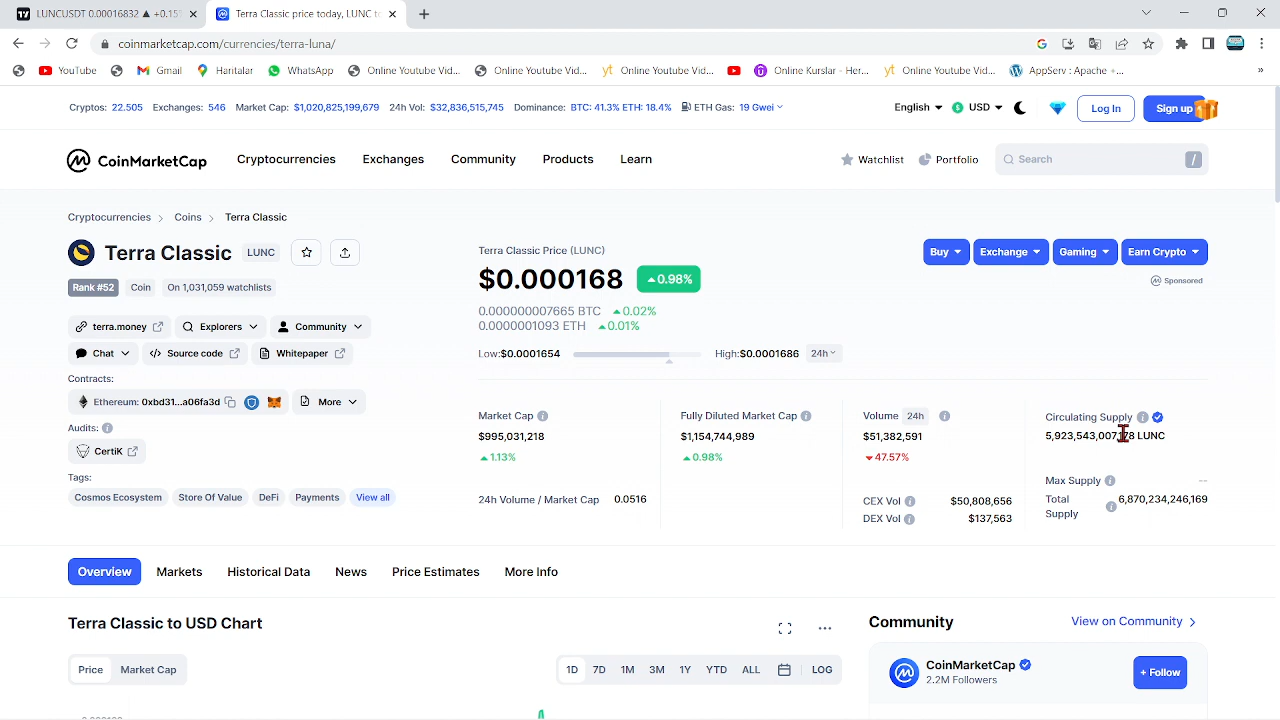 LUNCUSDT 0.00016832 ▲ +0.15
Terra Classic price today, LUNC to
coinmarketcap.com/currencies/terra-luna/
YouTube
Gmail
Haritalar
WhatsApp
Online Youtube Vid...
Online Youtube Vid...
yt Online Youtube Vid...
Online Kurslar - Her...
yt Online Youtube Vid...
AppServ : Apache +...
»
Cryptos: 22.505 Exchanges: 546 Market Cap: $1,020,825,199,679 24h Vol: $32,836,515,745 Dominance: BTC: 41.3% ETH: 18.4% ETH Gas: 19 Gwei
English USD Log In Sign up
CoinMarketCap Cryptocurrencies Exchanges Community Products Learn Watchlist Portfolio Search /
Cryptocurrencies > Coins > Terra Classic
Terra Classic LUNC
Rank #52 Coin On 1,031,059 watchlists
terra.money Explorers Community
Chat Source code Whitepaper
Contracts:
Ethereum: 0xbd31...a06fa3d More
Audits:
CertiK
Tags:
Cosmos Ecosystem Store Of Value DeFi Payments View all
Terra Classic Price (LUNC)
$0.000168 0.98%
0.000000007665 BTC 0.02%
0.0000001093 ETH 0.01%
Low:$0.0001654 High:$0.0001686 24h
Buy Exchange Gaming Earn Crypto
Sponsored
Market Cap
$995,031,218
1.13%
24h Volume / Market Cap 0.0516
Fully Diluted Market Cap
$1,154,744,989
0.98%
Volume 24h
$51,382,591
47.57%
CEX Vol $50,808,656
DEX Vol $137,563
Circulating Supply
LUNC
Max Supply --
Total Supply 6,870,234,246,169
Overview Markets Historical Data News Price Estimates More Info
Terra Classic to USD Chart
Price Market Cap
1D 7D 1M 3M 1Y YTD ALL LOG
Community
View on Community
CoinMarketCap
2.2M Followers
+ Follow